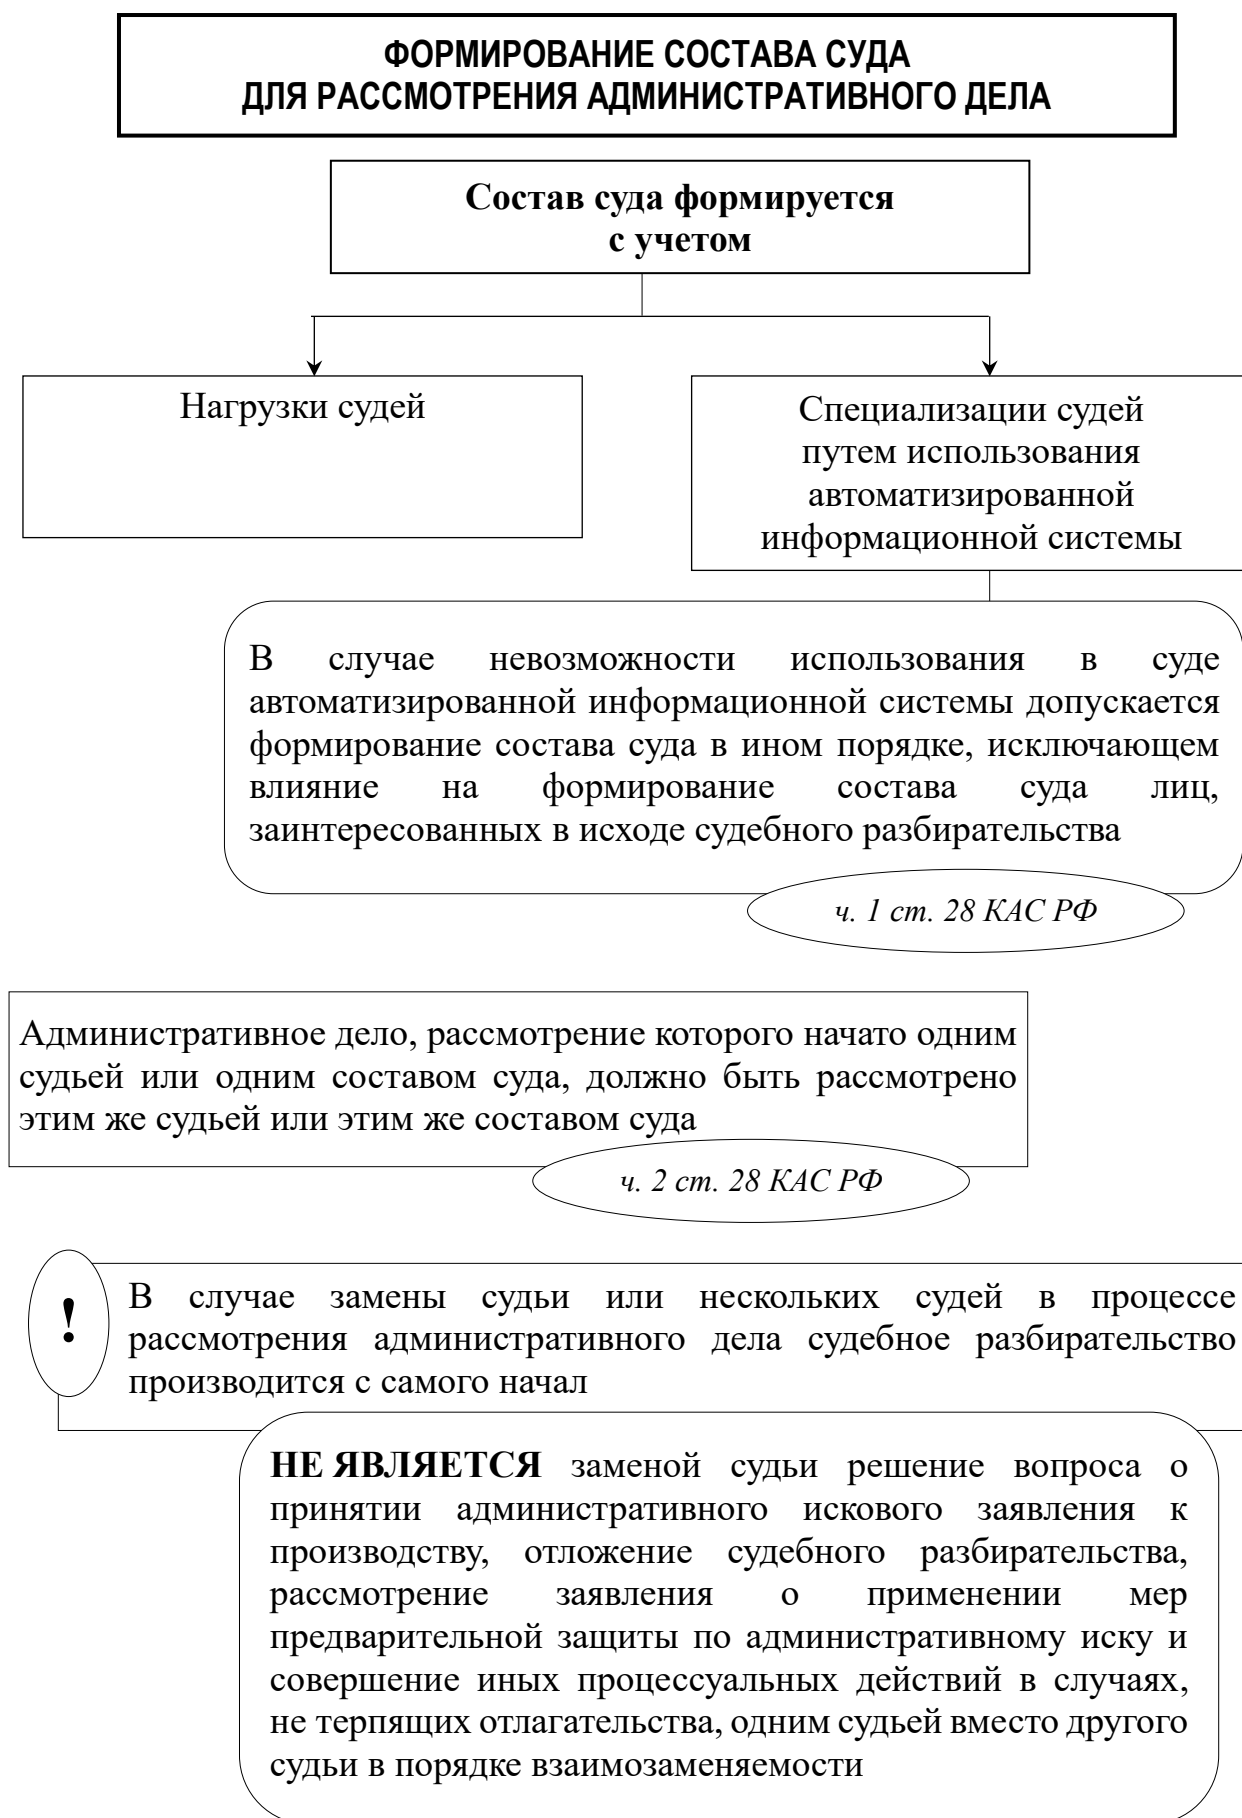 ФОРМИРОВАНИЕ СОСТАВА СУДА
ДЛЯ РАССМОТРЕНИЯ АДМИНИСТРАТИВНОГО ДЕЛА
Состав суда формируется
с учетом
Нагрузки судей
Специализации судей
путем использования
автоматизированной
информационной системы
В случае невозможности использования в суде
автоматизированной информационной системы допускается
формирование состава суда в ином порядке, исключающем
влияние на формирование состава суда лиц,
заинтересованных в исходе судебного разбирательства
ч. 1 ст. 28 КАС РФ
Административное дело, рассмотрение которого начато одним
судьей или одним составом суда, должно быть рассмотрено
этим же судьей или этим же составом суда
ч. 2 ст. 28 КАС РФ
!
В случае замены судьи или нескольких судей в процессе
рассмотрения административного дела судебное разбирательство
производится с самого начал
НЕ ЯВЛЯЕТСЯ заменой судьи решение вопроса о
принятии административного искового заявления к
производству, отложение судебного разбирательства,
рассмотрение заявления о применении мер
предварительной защиты по административному иску и
совершение иных процессуальных действий в случаях,
не терпящих отлагательства, одним судьей вместо другого
судьи в порядке взаимозаменяемости